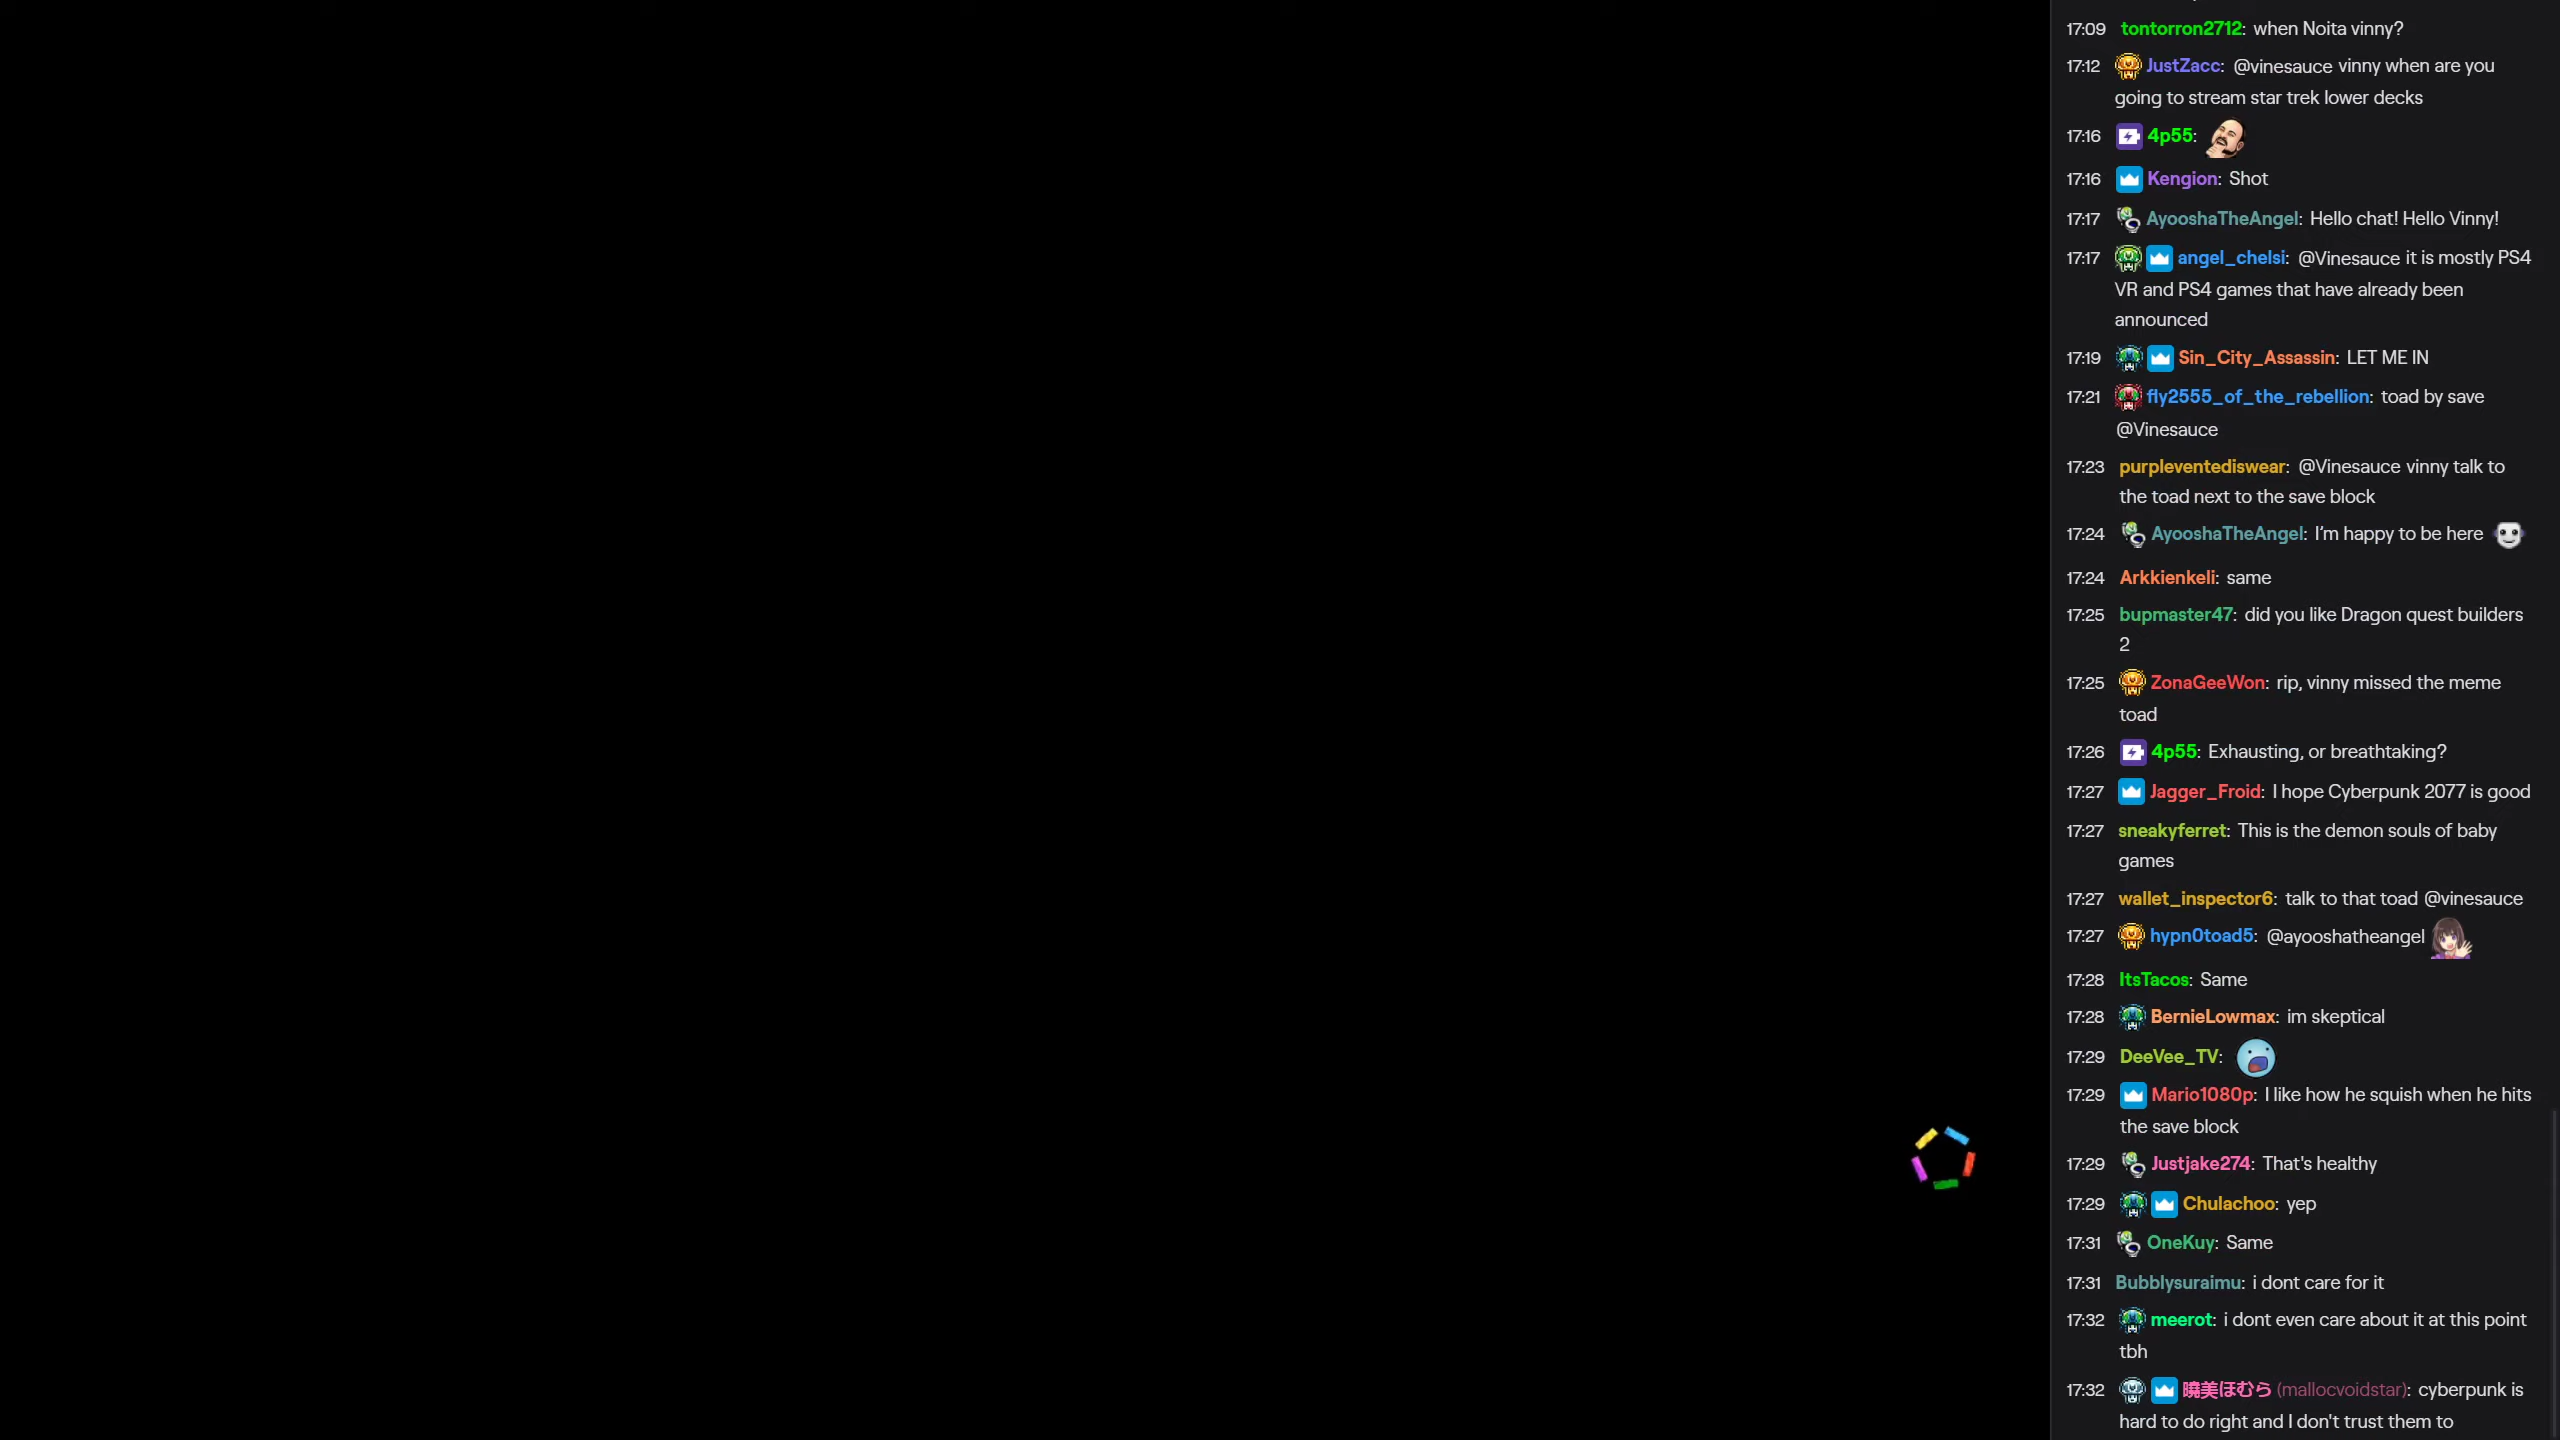 17:09 tontorron2712: when Noita vinny?
17:12 JustZacc: @vinesauce vinny when are you
going to stream star trek lower decks
17:16 4p55:
17:16 Kengion: Shot
17:17 AyooshaTheAngel: Hello chat! Hello Vinny!
17:17 angel_chelsi: @Vinesauce it is mostly PS4
VR and PS4 games that have already been
announced
17:19 Sin_City_Assassin: LET ME IN
17:21 fly2555_of_the_rebellion: toad by save
@Vinesauce
17:23 purpleventediswear: @Vinesauce vinny talk to
the toad next to the save block
17:24 AyooshaTheAngel: I'm happy to be here
17:24 Arkkienkeli: same
17:25 bupmaster47: did you like Dragon quest builders
2
17:25 ZonaGeeWon: rip, vinny missed the meme
toad
17:26 4p55: Exhausting, or breathtaking?
17:27 Jagger_Froid: I hope Cyberpunk 2077 is good
17:27 sneakyferret: This is the demon souls of baby
games
17:27 wallet_inspector6: talk to that toad @vinesauce
17:27 hypn0toad5: @ayooshatheangel
17:28 ItsTacos: Same
17:28 BernieLowmax: im skeptical
17:29 DeeVee_TV:
17:29 Mario1080p: I like how he squish when he hits
the save block
17:29 Justjake274: That's healthy
17:29 Chulachoo: yep
17:31 OneKuy: Same
17:31 Bubblysuraimu: i dont care for it
17:32 meerot: i dont even care about it at this point
tbh
17:32 暁美ほむら (mallocvoidstar): cyberpunk is
hard to do right and I don't trust them to